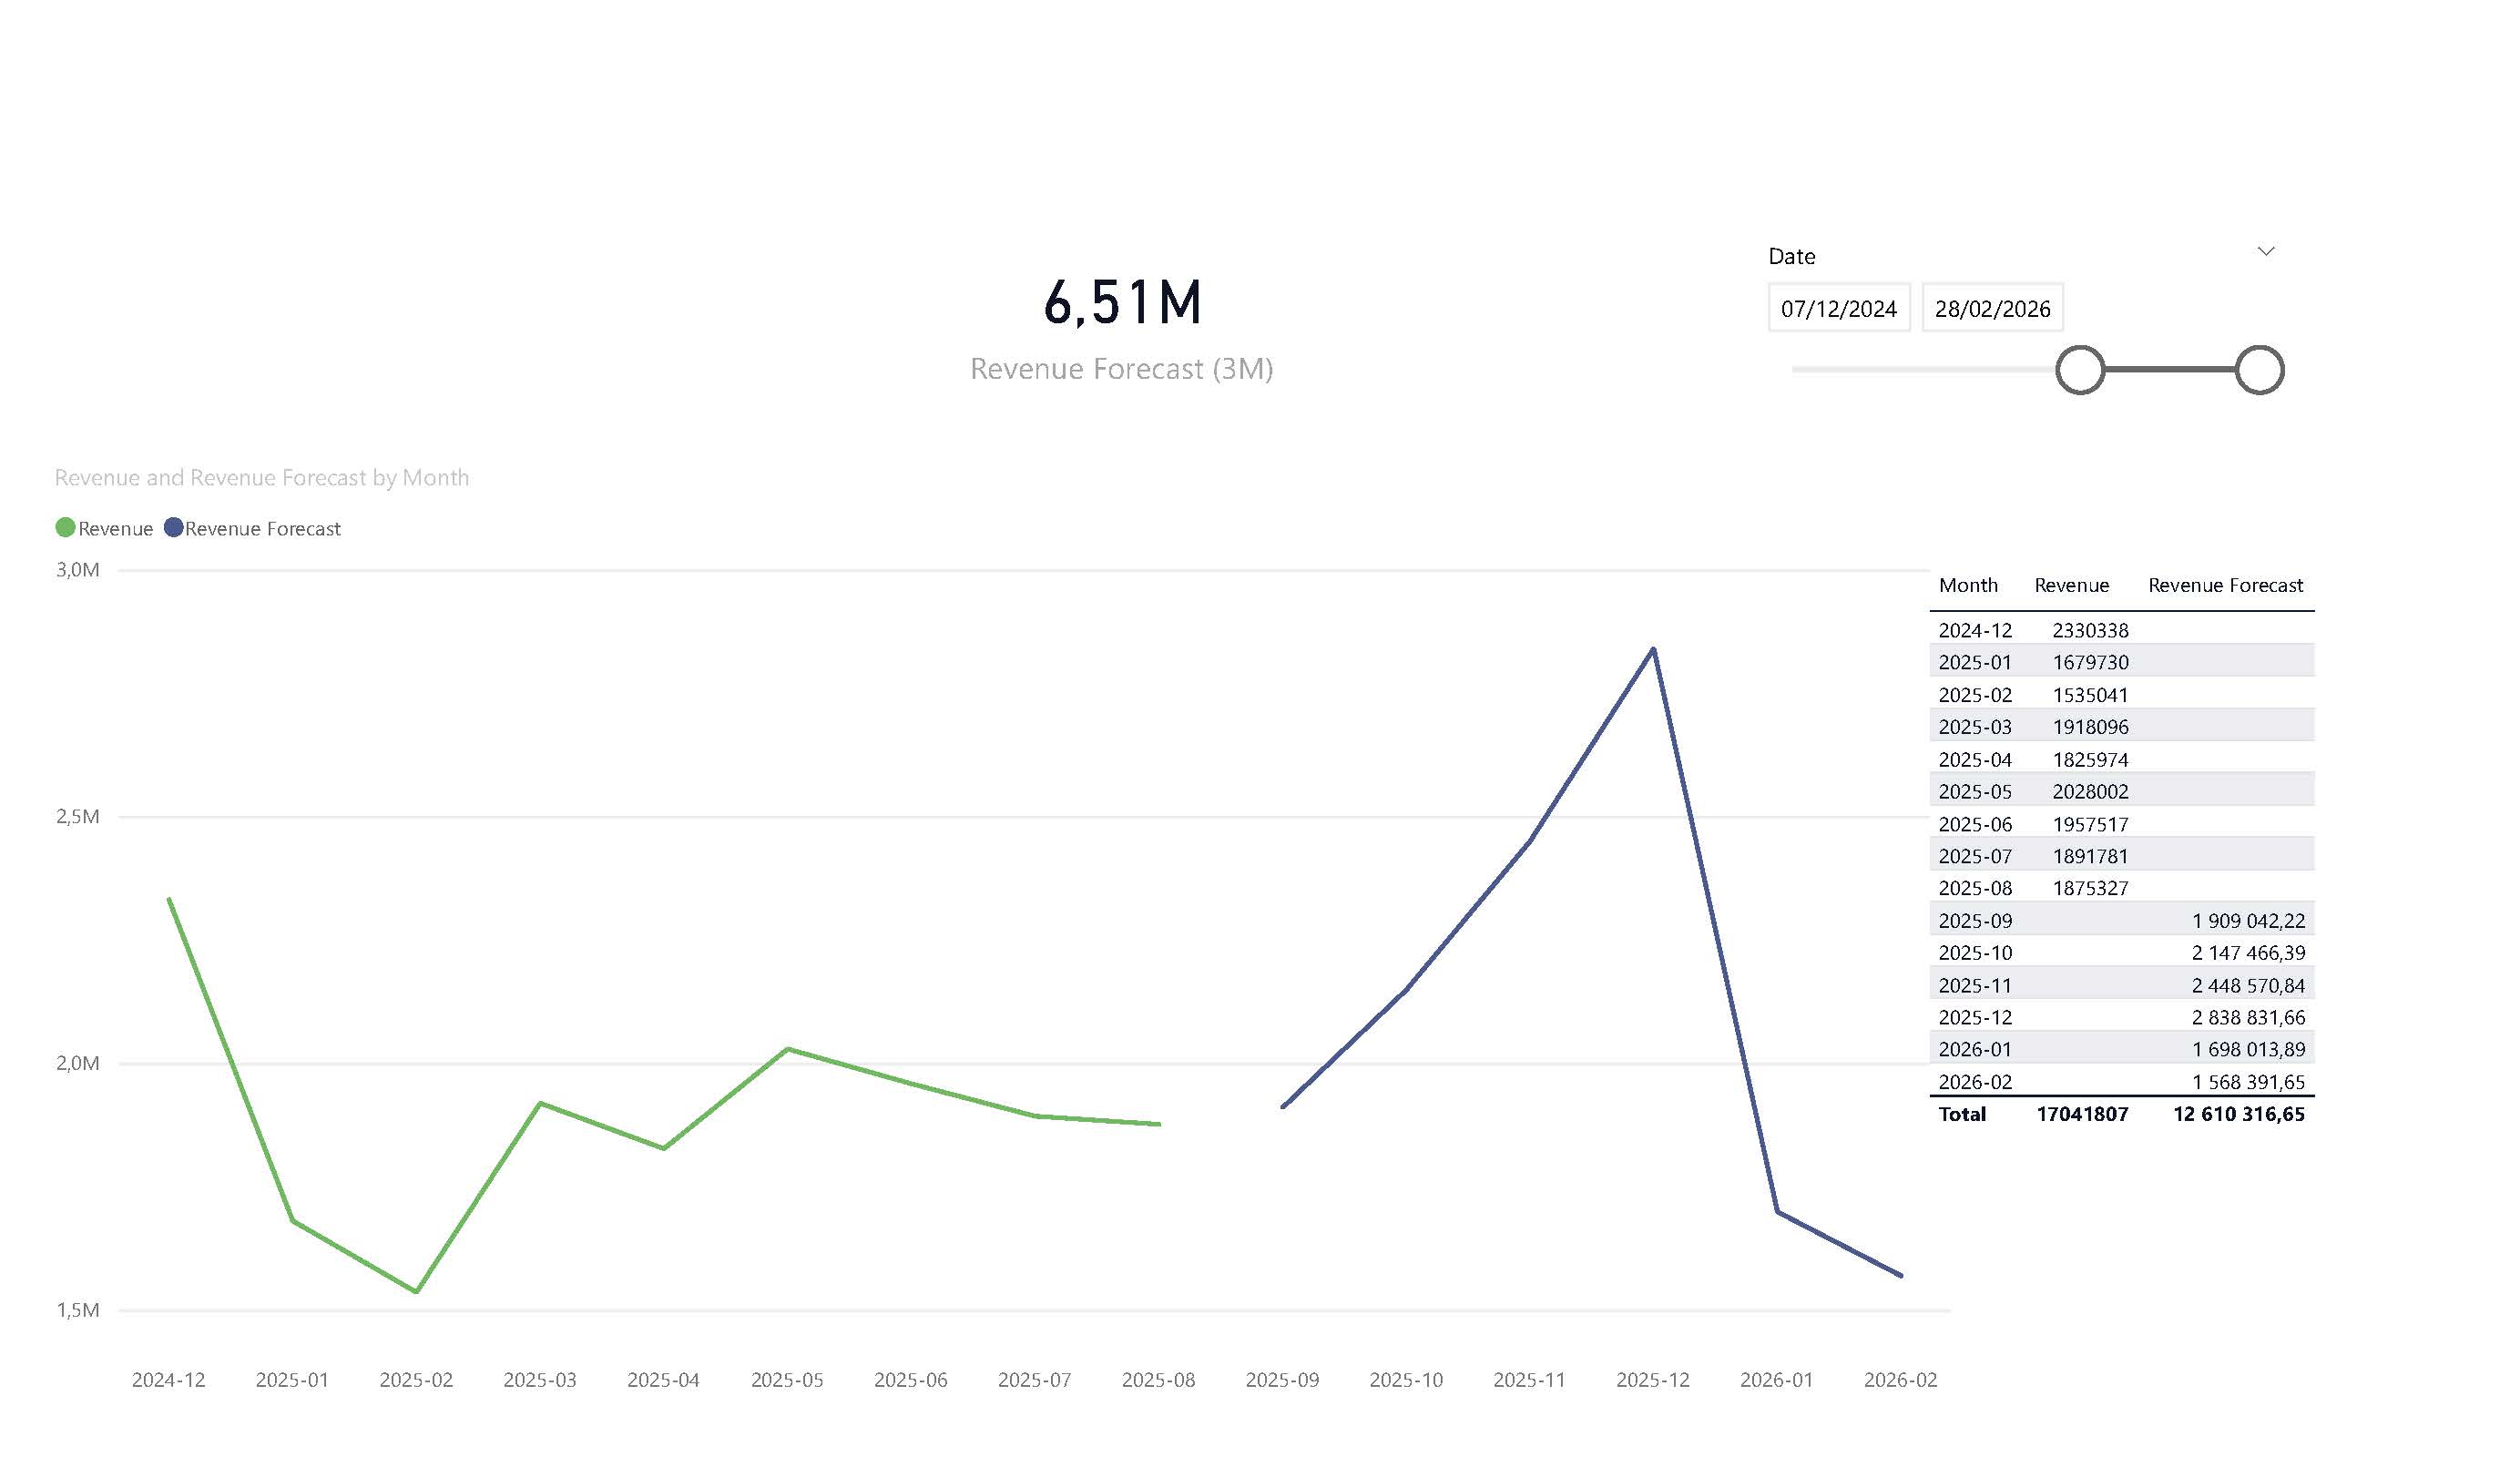 6,51M
Revenue Forecast (3M)
Date
07/12/2024 28/02/2026
Revenue and Revenue Forecast by Month
Revenue Revenue Forecast
3,0M
2,5M
2,0M
1,5M
2024-12 2025-01 2025-02 2025-03 2025-04 2025-05 2025-06 2025-07 2025-08 2025-09 2025-10 2025-11 2025-12 2026-01 2026-02
Month Revenue Revenue Forecast
2024-12 2330338
2025-01 1679730
2025-02 1535041
2025-03 1918096
2025-04 1825974
2025-05 2028002
2025-06 1957517
2025-07 1891781
2025-08 1875327
2025-09 1 909 042,22
2025-10 2 147 466,39
2025-11 2 448 570,84
2025-12 2 838 831,66
2026-01 1 698 013,89
2026-02 1 568 391,65
Total 17041807 12 610 316,65